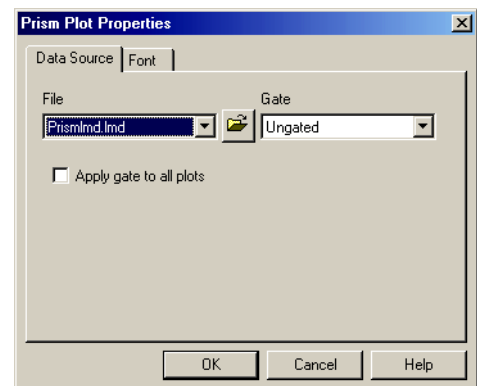 Prism Plot Properties
Data Source Font
File Gate
Prismlmd.lmd Ungated
Apply gate to all plots
OK Cancel Help